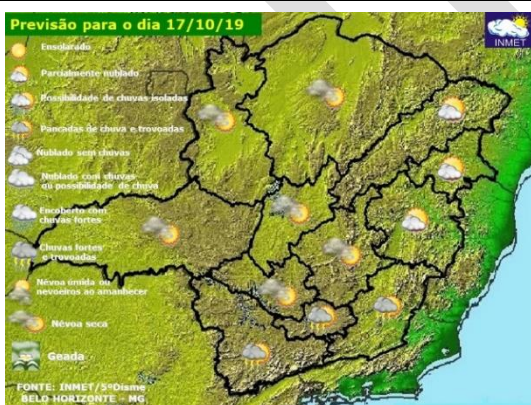 Previsão para o dia 17/10/19
INMET
Ensolarado
Parcialmente nublado
Possibilidade de chuvas isoladas
Pancadas de chuva e trovoadas
Nublado sem chuvas
Nublado com chuvas
ou possibilidade de chuva
Encoberto com
chuvas fortes
Chuvas fortes
e trovoadas
Névoa úmida ou
nevoeiros ao amanhecer
Névoa seca
Geada
FONTE: INMET/5ºDisme
BELO HORIZONTE - MG